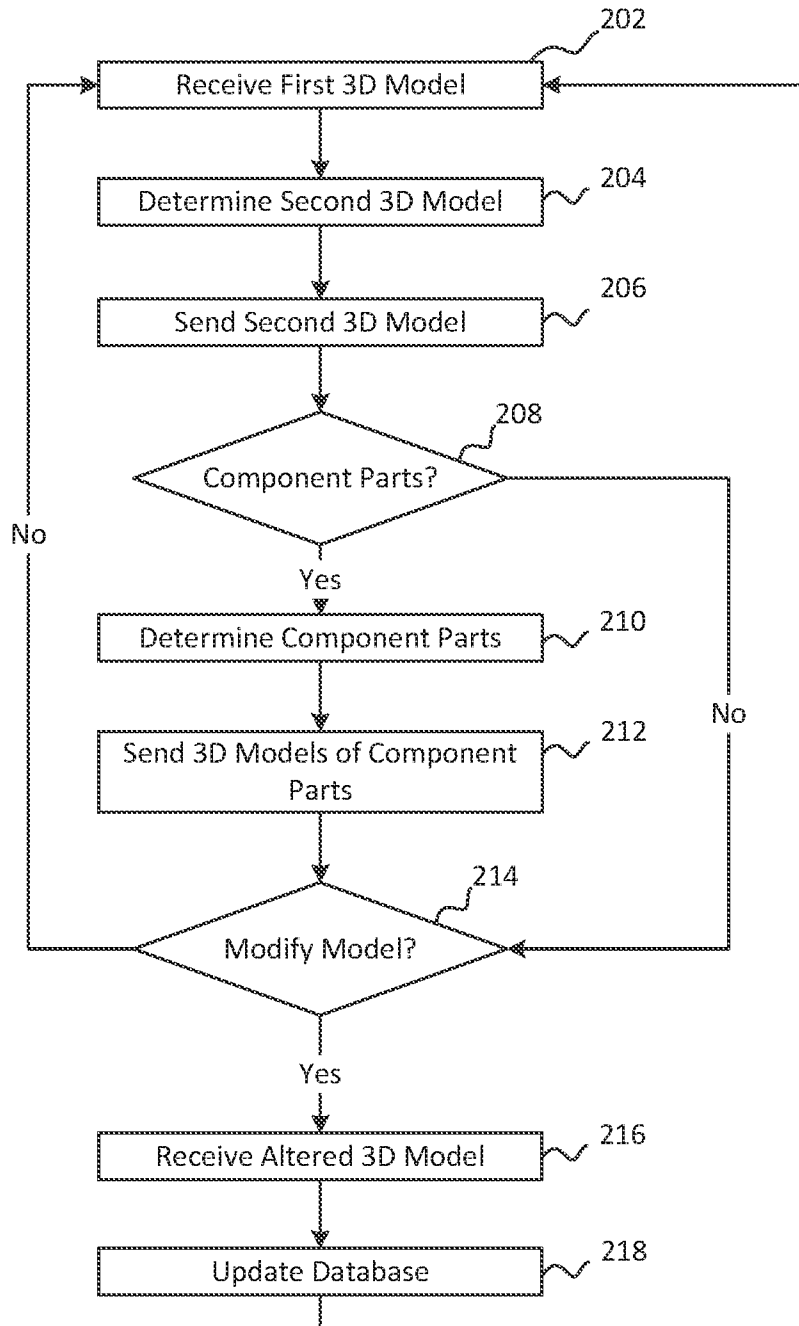 202
Receive First 3D Model
204
Determine Second 3D Model
206
Send Second 3D Model
208
Component Parts?
No
Yes
210
Determine Component Parts
No
212
Send 3D Models of Component
Parts
214
Modify Model?
Yes
216
Receive Altered 3D Model
218
Update Database